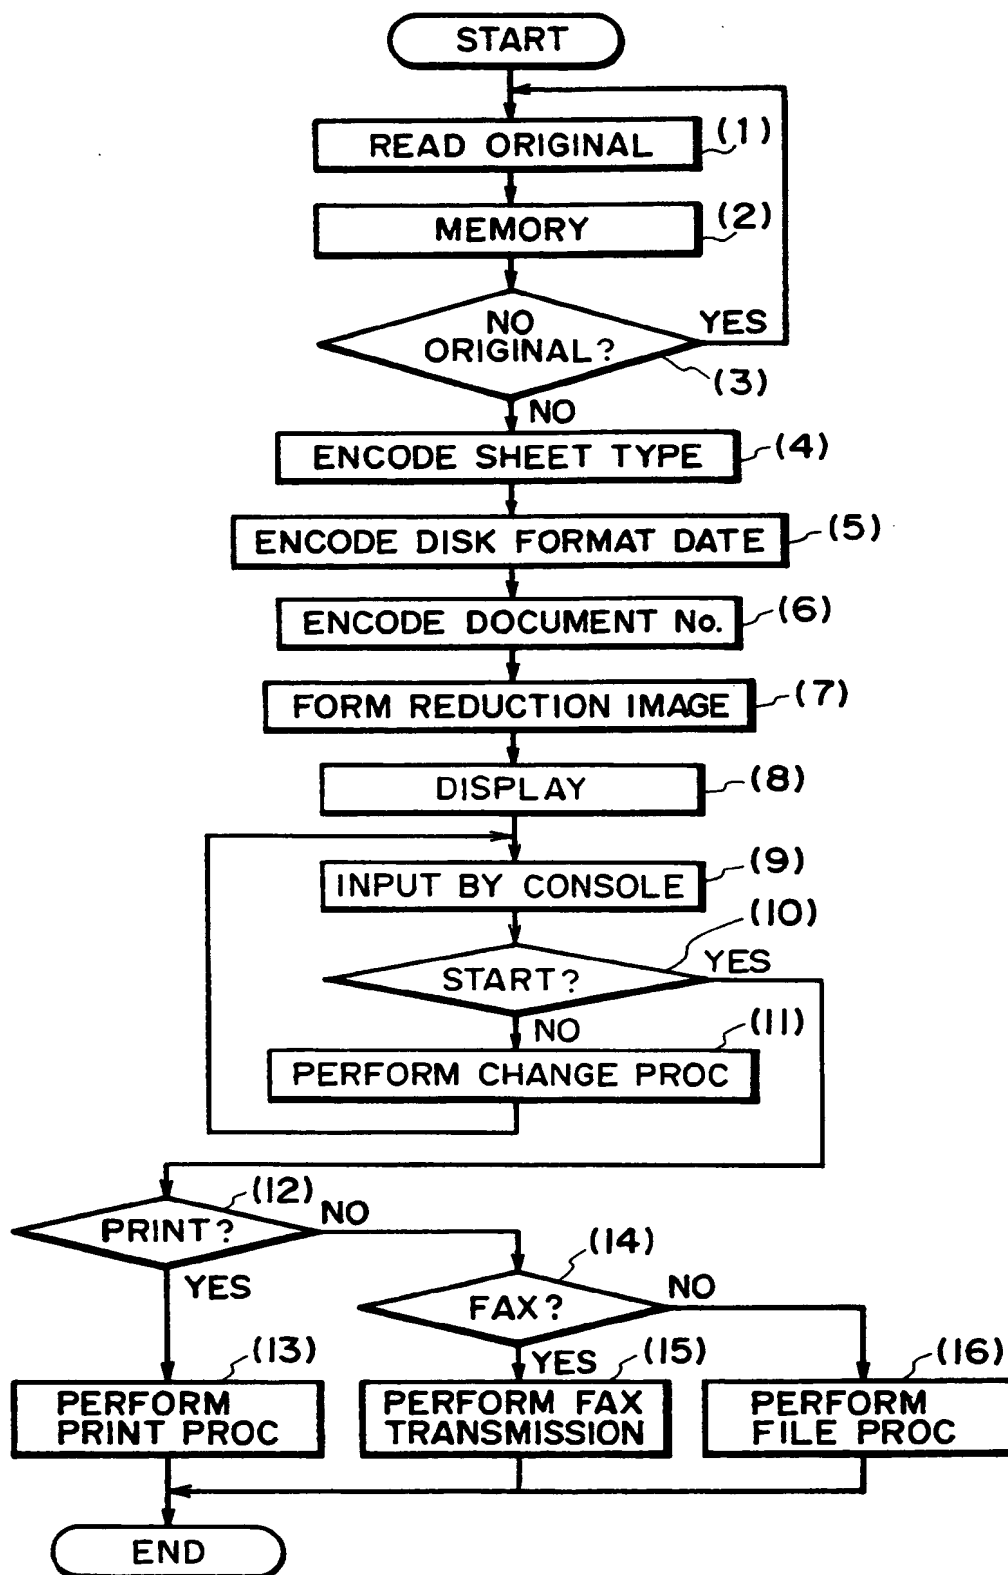 START
READ ORIGINAL
(1)
MEMORY
(2)
NO
ORIGINAL?
YES
(3)
NO
ENCODE SHEET TYPE
(4)
ENCODE DISK FORMAT DATE
(5)
ENCODE DOCUMENT No.
(6)
FORM REDUCTION IMAGE
(7)
DISPLAY
(8)
INPUT BY CONSOLE
(9)
(10)
START?
YES
NO
(11)
PERFORM CHANGE PROC
(12)
PRINT?
NO
YES
(14)
FAX?
NO
YES
(13)
PERFORM
PRINT PROC
(15)
PERFORM FAX
TRANSMISSION
(16)
PERFORM
FILE PROC
END